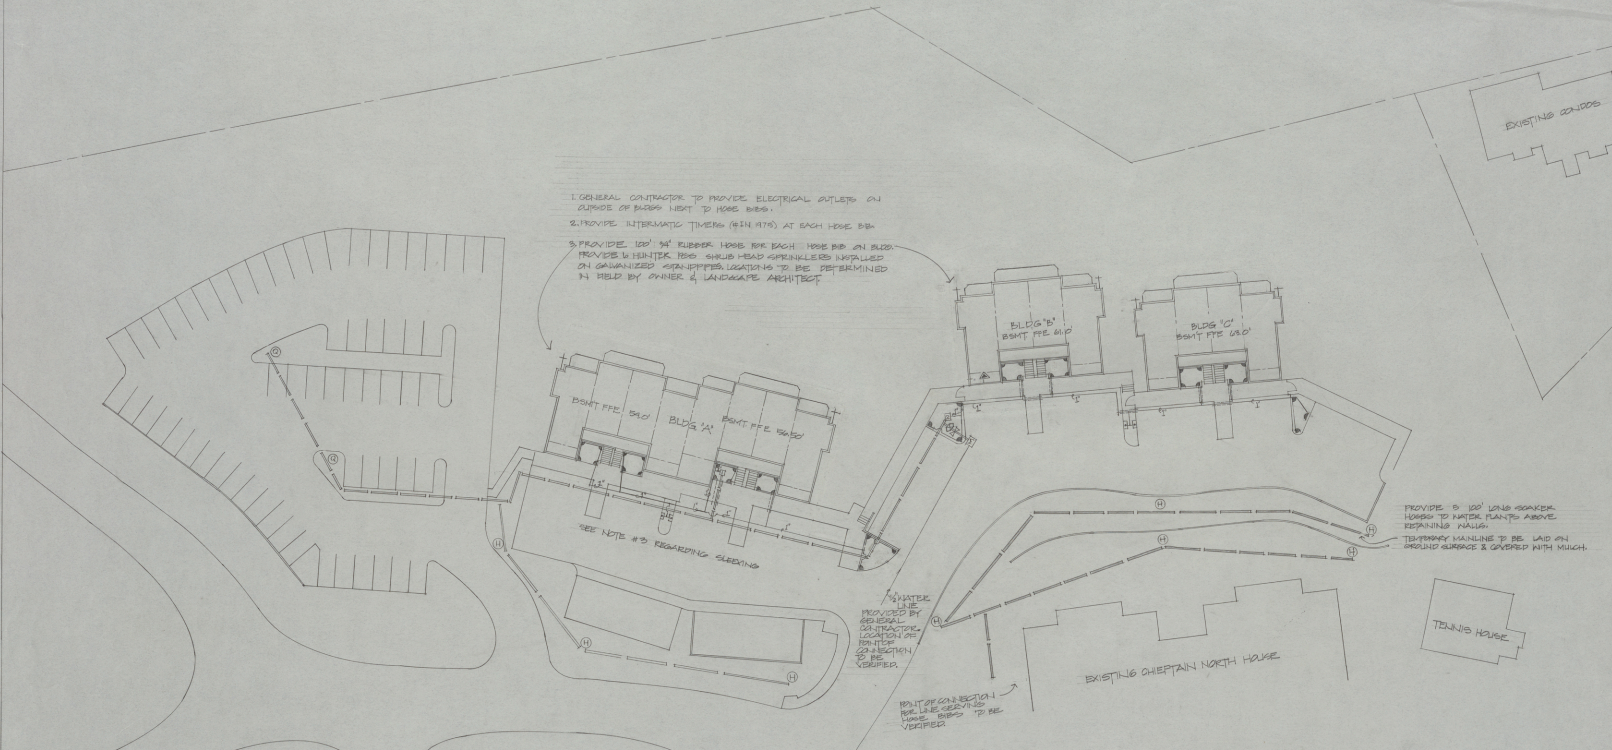 EXISTING CONDOS
1. GENERAL CONTRACTOR TO PROVIDE ELECTRICAL OUTLETS ON
OUTSIDE OF BLDGS NEXT TO HOSE BIBS.
2. PROVIDE INTERMATIC TIMERS AT EACH HOSE BIB
3. PROVIDE 100' 3/4" RUBBER HOSE FOR EACH HOSE BIB ON BLDG.
PROVIDE 6 HUNTER SHRUB HEAD SPRINKLERS INSTALLED
ON GALVANIZED STANDPIPES. LOCATIONS TO BE DETERMINED
IN FIELD BY OWNER & LANDSCAPE ARCHITECT.
BLDG "B"
BSMT FFE 61.0'
BLDG "C"
BSMT FFE 63.0'
BSMT FFE
BLDG "A"
BSMT FFE
SEE NOTE #3 REGARDING SLEEVING
WATER
LINE
PROVIDED BY
GENERAL
CONTRACTOR.
LOCATION OF
POINT OF
CONNECTION
TO BE
VERIFIED.
H
H
H
H
H
H
H
H
PROVIDE 5 100' LONG SOAKER
HOSES TO WATER PLANTS ABOVE
RETAINING WALLS.
TEMPORARY MAINLINE TO BE LAID ON
GROUND SURFACE & COVERED WITH MULCH.
TENNIS HOUSE
EXISTING CHIEFTAIN NORTH HOUSE
POINT OF CONNECTION
FOR LINE SERVING
HOSE BIBS TO BE
VERIFIED.